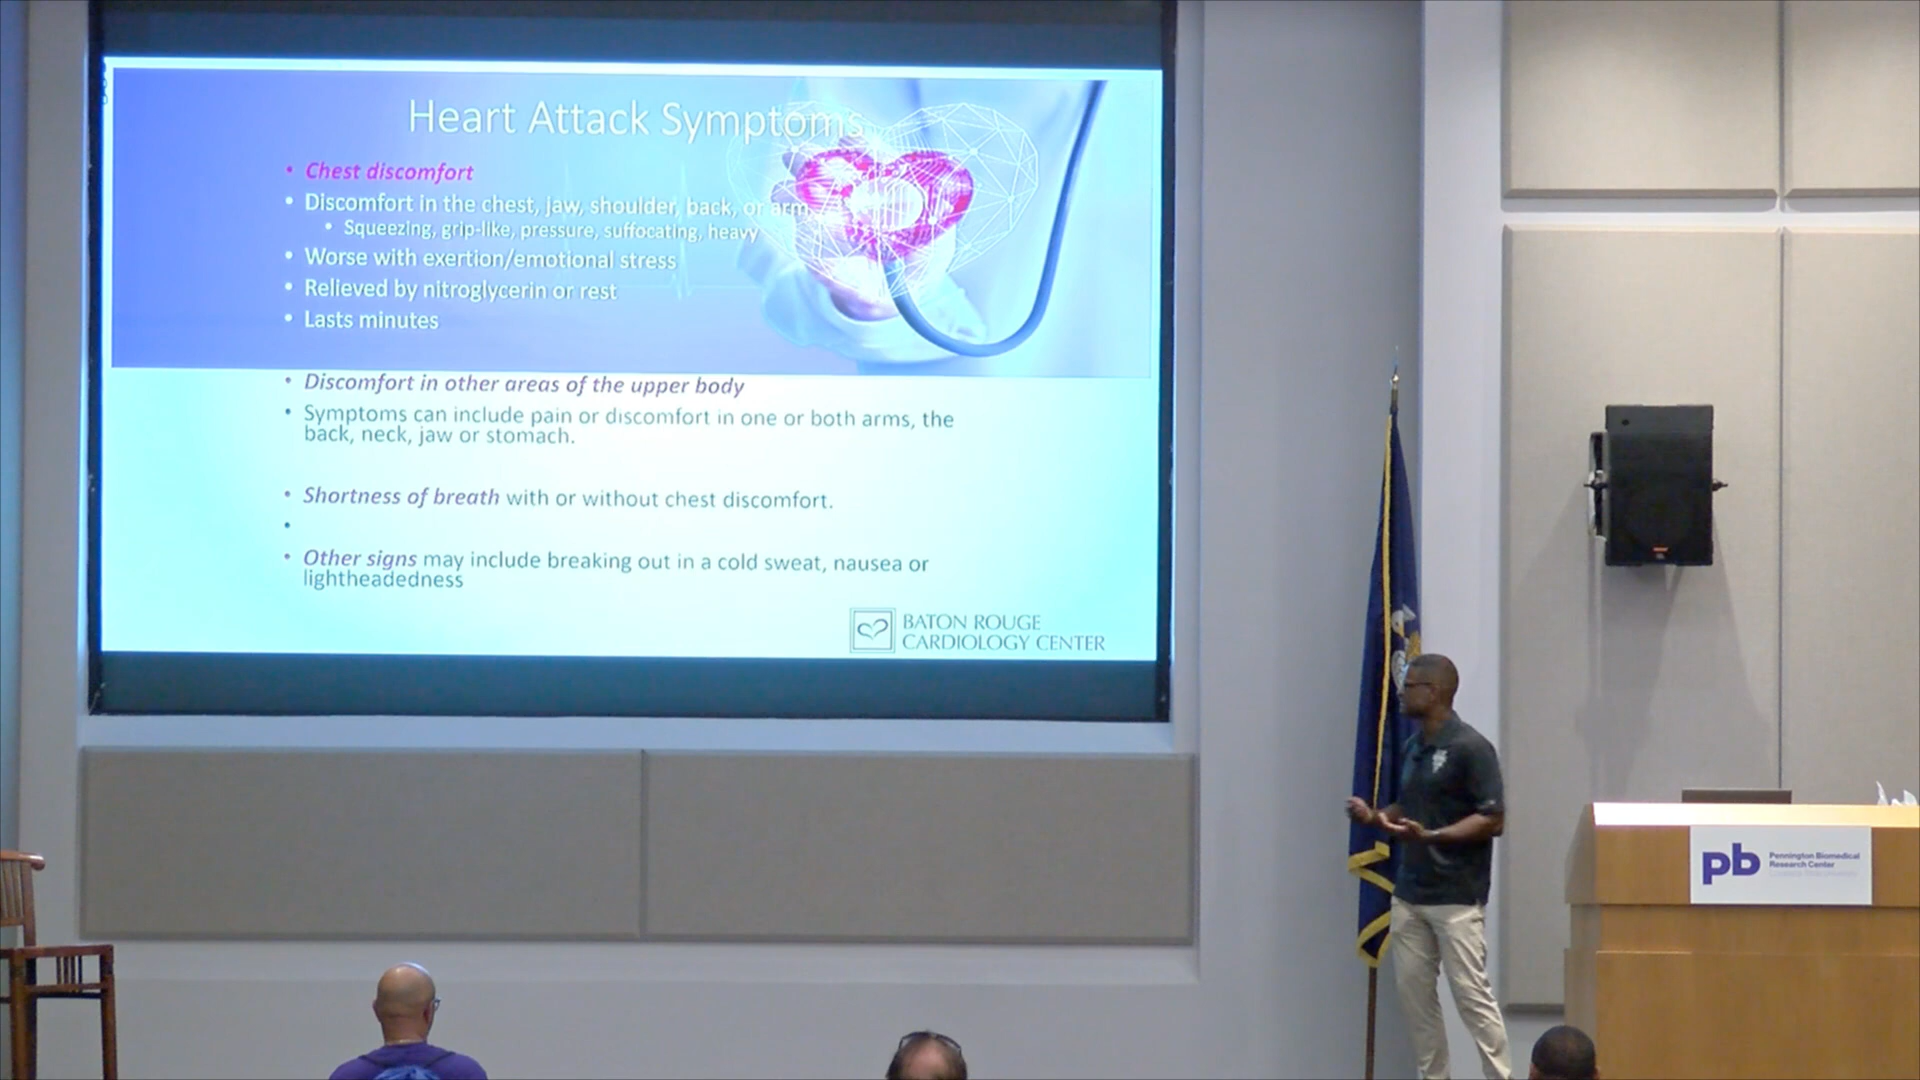 Heart Attack Symptoms
• Chest discomfort
• Discomfort in the chest, jaw, shoulder, back, or arm
• Squeezing, grip-like, pressure, suffocating, heavy
• Worse with exertion/emotional stress
• Relieved by nitroglycerin or rest
• Lasts minutes
• Discomfort in other areas of the upper body
• Symptoms can include pain or discomfort in one or both arms, the
back, neck, jaw or stomach.
• Shortness of breath with or without chest discomfort.
•
• Other signs may include breaking out in a cold sweat, nausea or
lightheadedness
BATON ROUGE
CARDIOLOGY CENTER
pb
Pennington Biomedical
Research Center